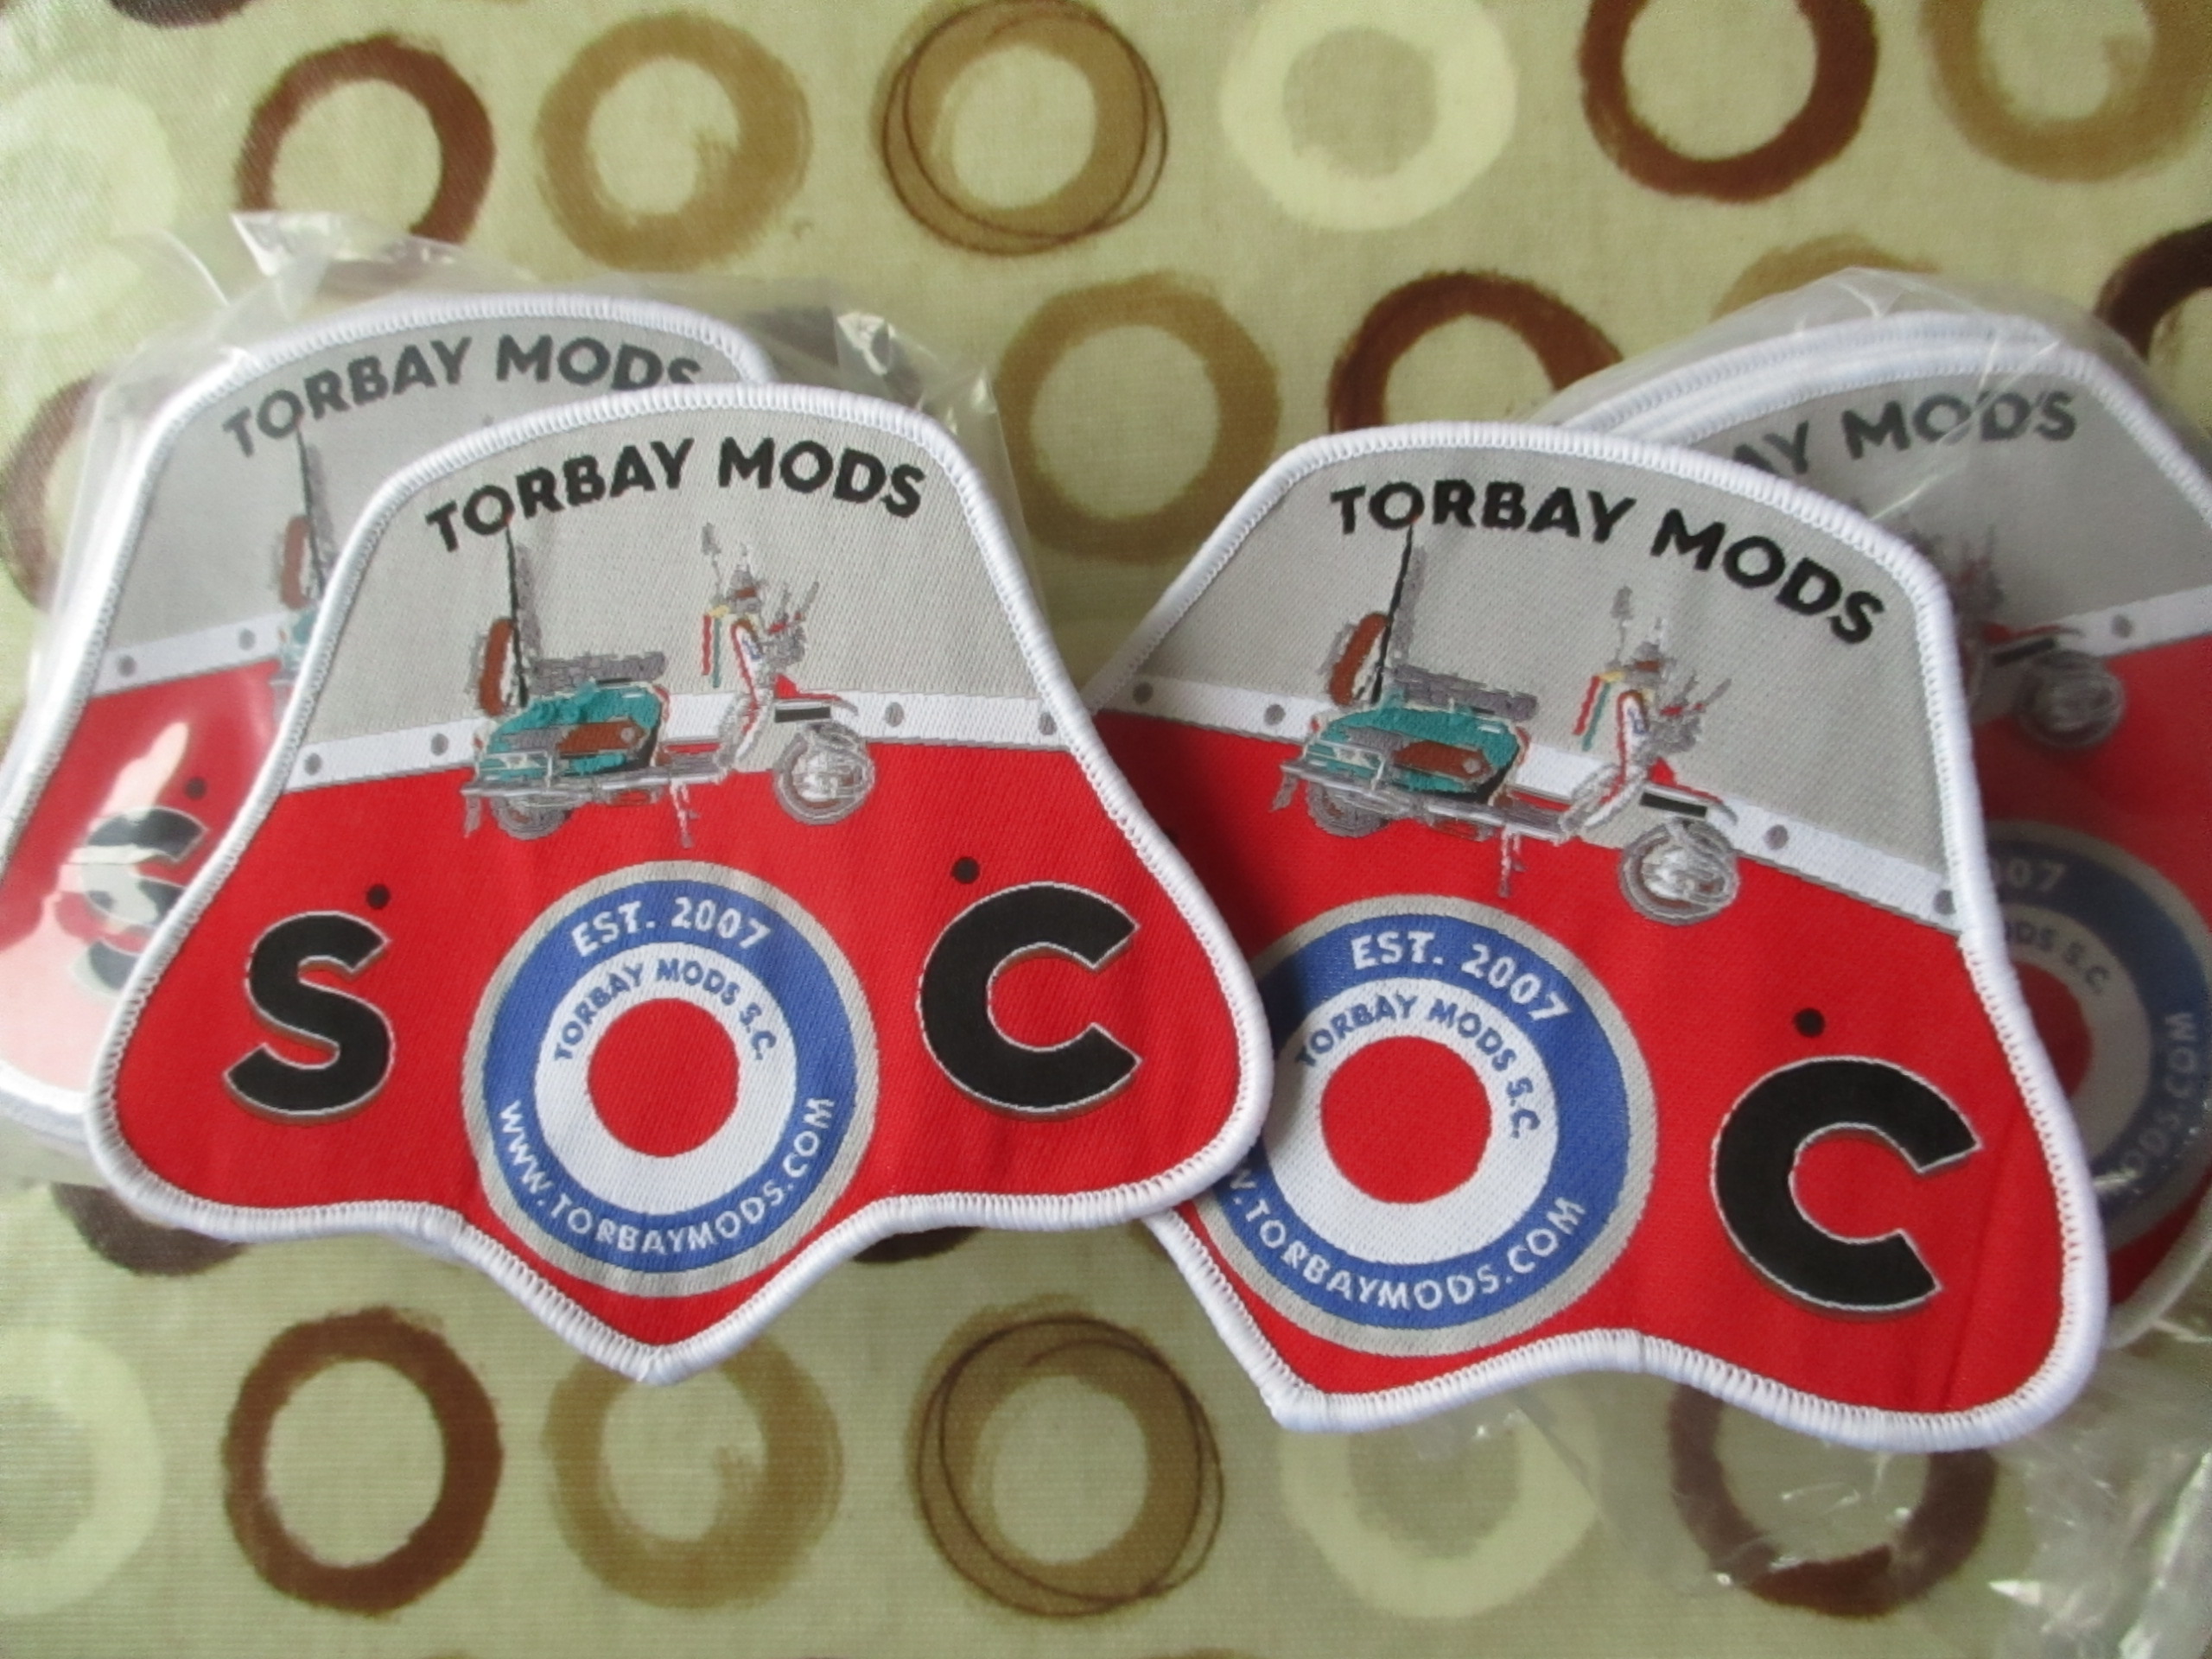 TORBAY MODS
S
TORBAY MODS
S C
EST. 2007
TORBAY MODS S.C.
WWW.TORBAYMODS.COM
TORBAY MODS
C
EST. 2007
TORBAY MODS S.C.
.TORBAYMODS.COM
MODS